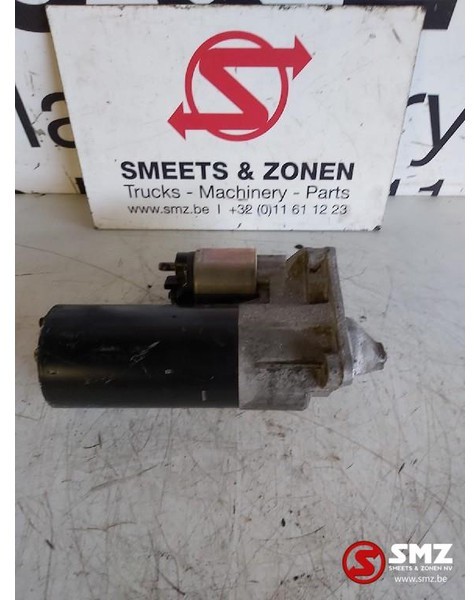 SMEETS & ZONEN
Trucks - Machinery - Parts
www.smz.be I +32 (0)11 61 12 23
SMZ
SMEETS & ZONEN NV
smz.be